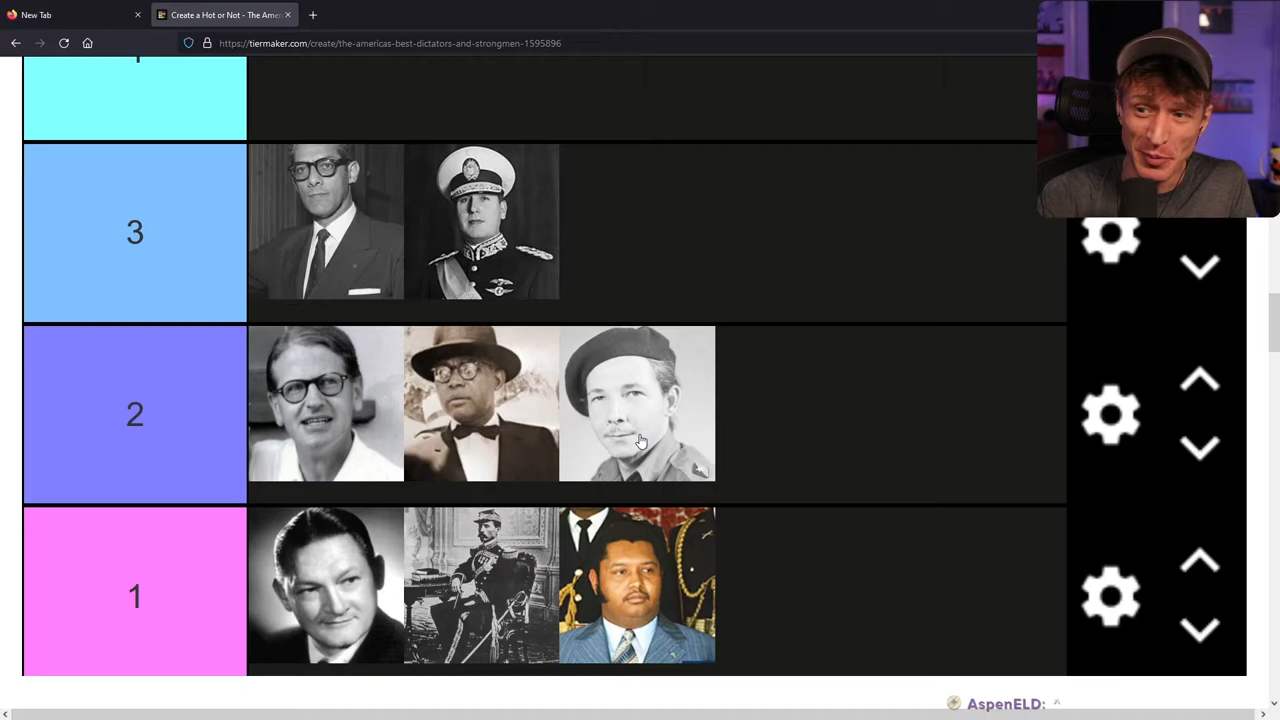 New Tab
Create a Hot or Not - The Ame
https://tiermaker.com/create/the-americas-best-dictators-and-strongmen-1595896
3
2
1
AspenELD: ^